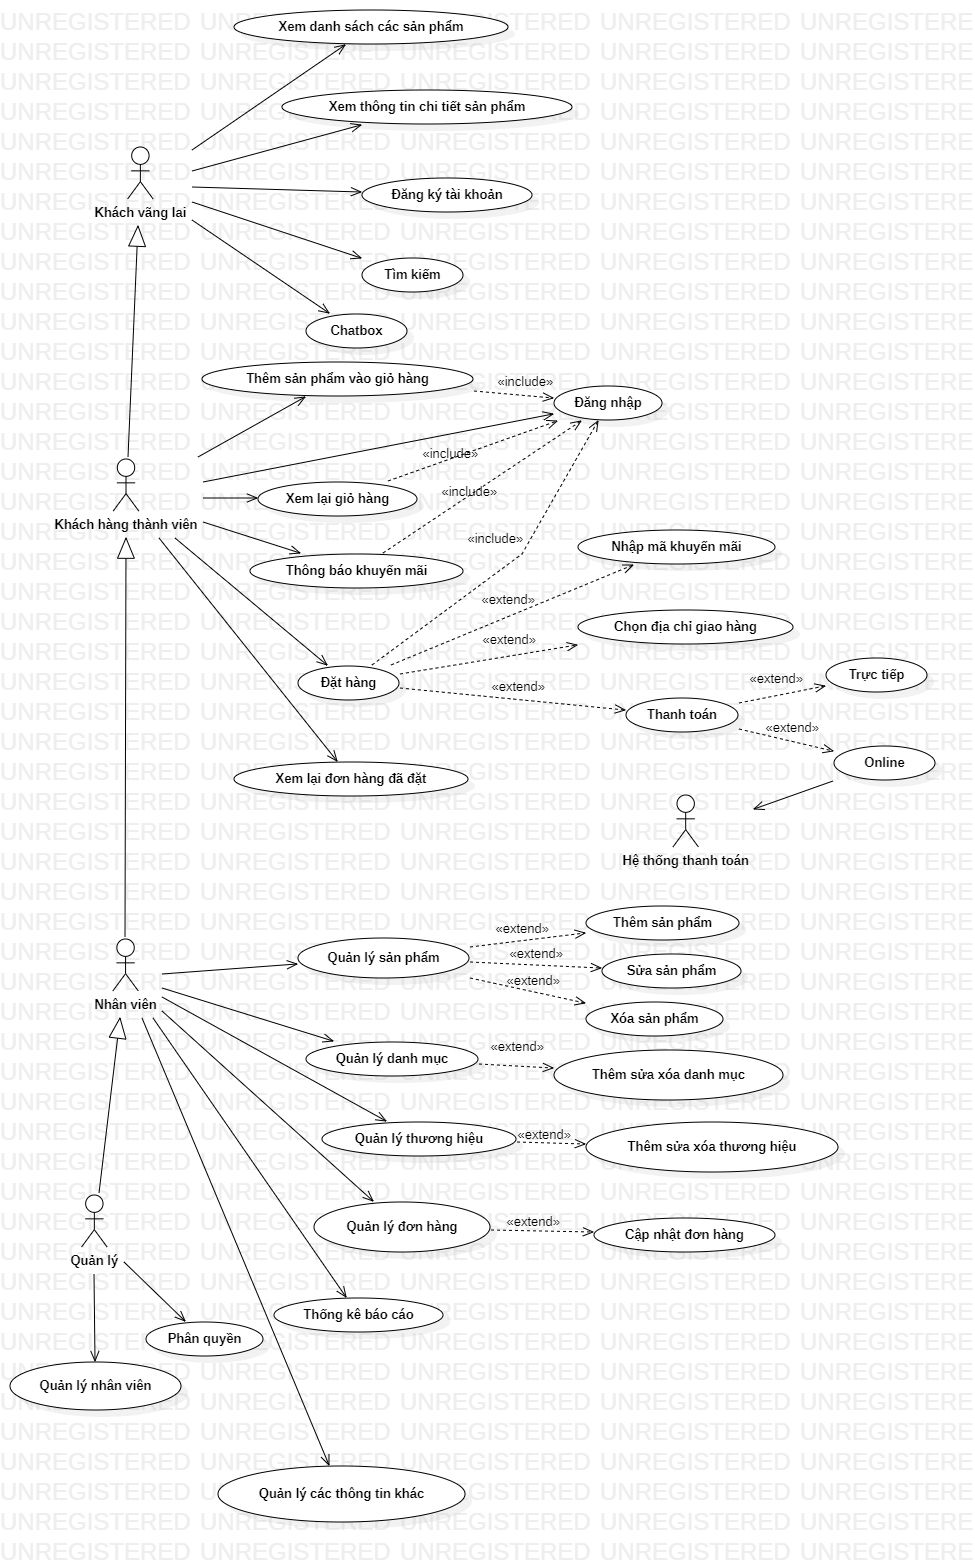 Xem danh sách các sản phẩm
Xem thông tin chi tiết sản phẩm
Đăng ký tài khoản
Khách vãng lai
Tìm kiếm
Chatbox
Thêm sản phẩm vào giỏ hàng
«include»
Đăng nhập
«include»
Xem lại giỏ hàng
«include»
Khách hàng thành viên
«include»
Nhập mã khuyến mãi
Thông báo khuyến mãi
«extend»
Chọn địa chỉ giao hàng
«extend»
Đặt hàng
«extend»
«extend»
Trực tiếp
Thanh toán
«extend»
Online
Xem lại đơn hàng đã đặt
Hệ thống thanh toán
«extend»
Thêm sản phẩm
Quản lý sản phẩm
«extend»
Sửa sản phẩm
«extend»
Nhân viên
Xóa sản phẩm
«extend»
Quản lý danh mục
Thêm sửa xóa danh mục
Quản lý thương hiệu
«extend»
Thêm sửa xóa thương hiệu
Quản lý đơn hàng
«extend»
Cập nhật đơn hàng
Quản lý
Thống kê báo cáo
Phân quyền
Quản lý nhân viên
Quản lý các thông tin khác
UNREGISTERED